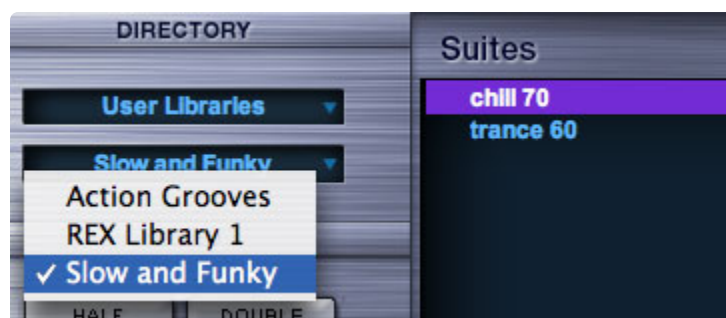 DIRECTORY
User Libraries
Slow and Funky
Action Grooves
REX Library 1
✓ Slow and Funky
HALF DOUBLE
Suites
chill 70
trance 60